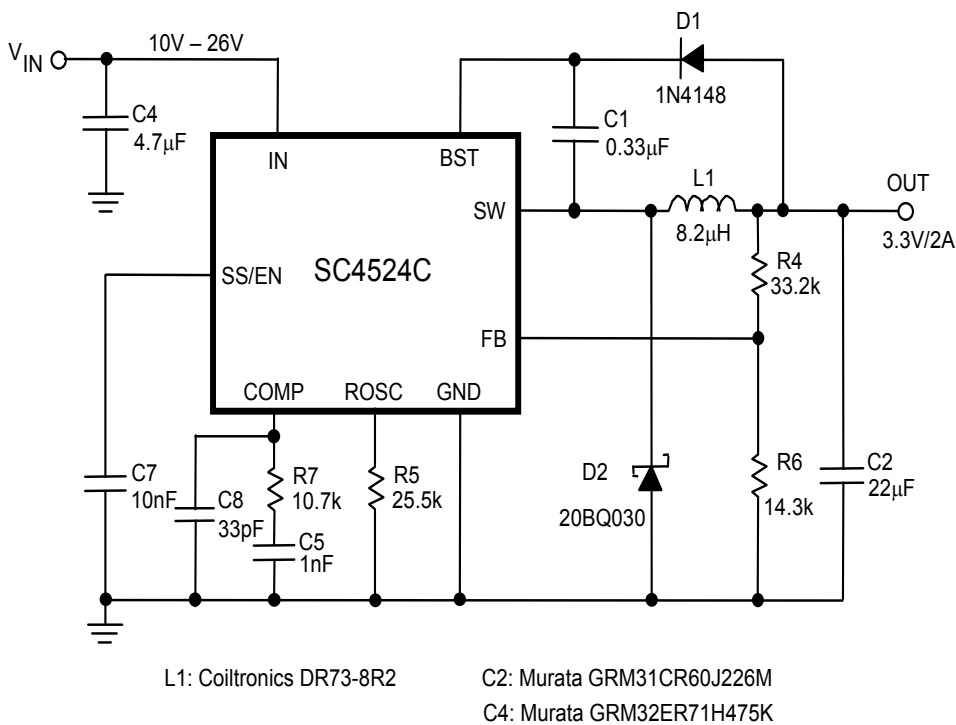 D1
V_IN
10V – 26V
1N4148
C4
4.7µF
C1
0.33µF
IN
BST
L1
OUT
SW
8.2µH
3.3V/2A
SS/EN
SC4524C
R4
33.2k
FB
COMP
ROSC
GND
C7
10nF
C8
33pF
R7
10.7k
R5
25.5k
C5
1nF
D2
20BQ030
R6
14.3k
C2
22µF
L1: Coiltronics DR73-8R2
C2: Murata GRM31CR60J226M
C4: Murata GRM32ER71H475K